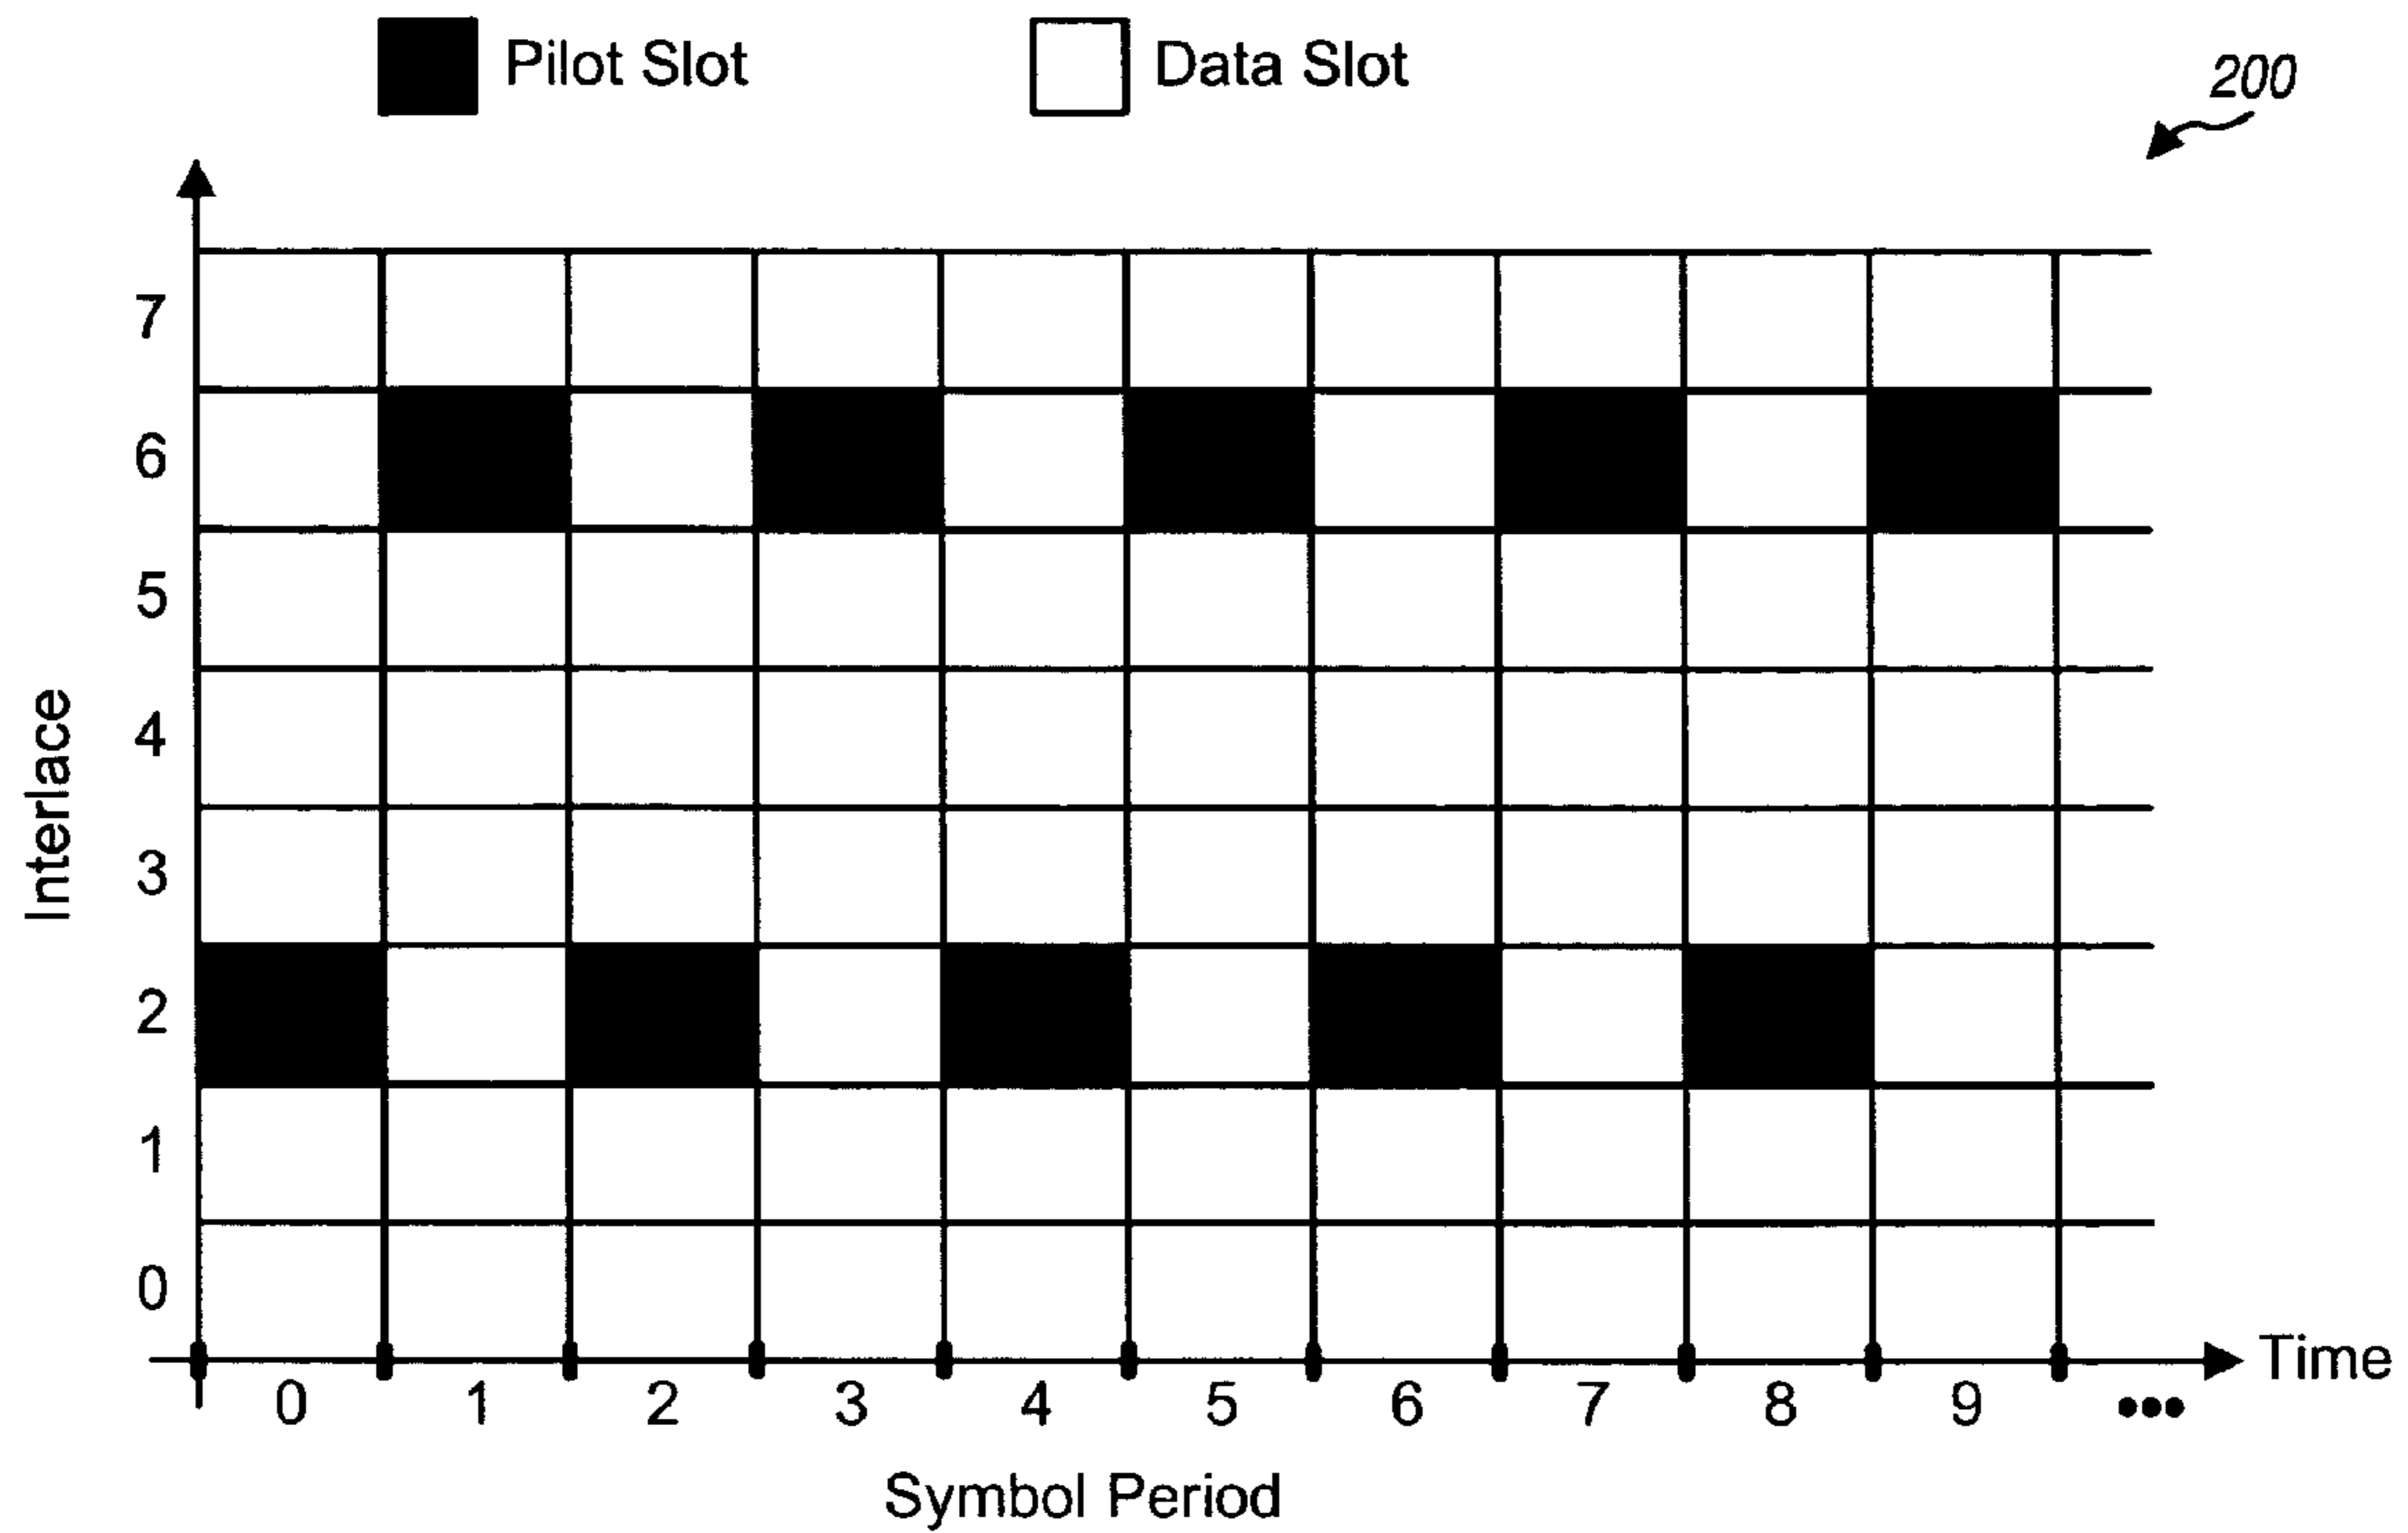 Pilot Slot
Data Slot
200
7
6
5
4
3
2
1
0
Interlace
0 1 2 3 4 5 6 7 8 9 •••
Time
Symbol Period